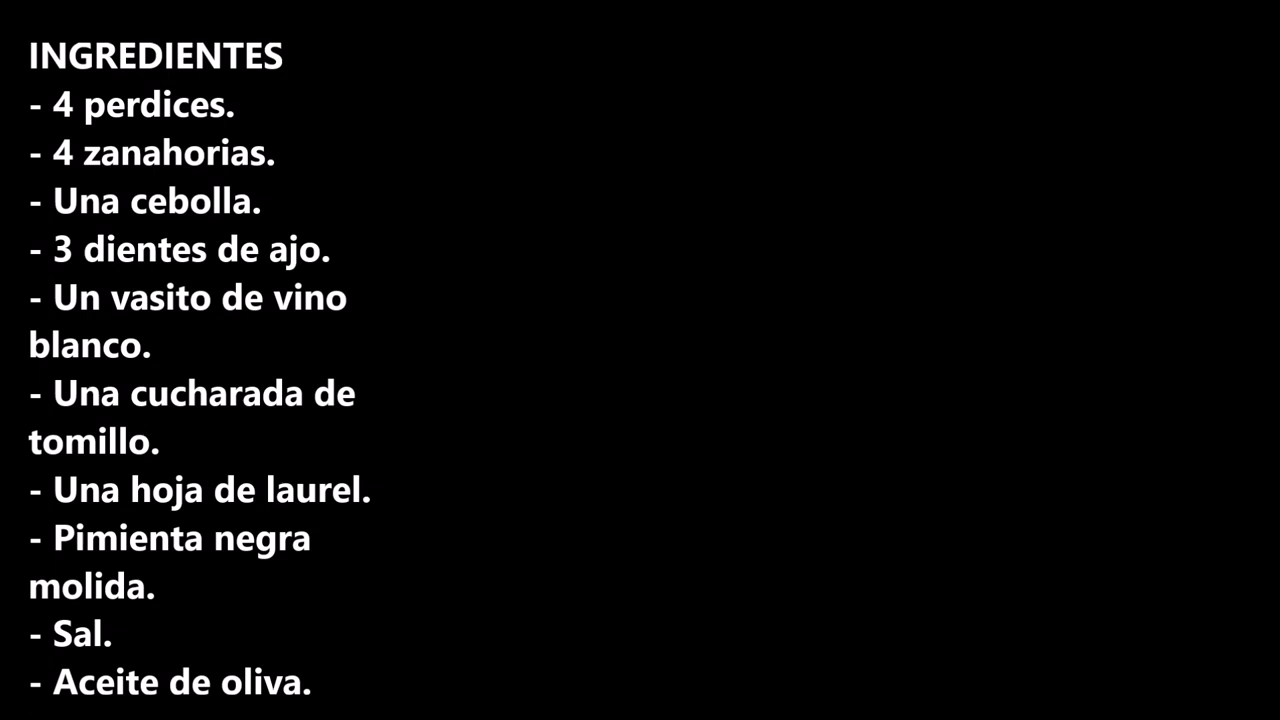 INGREDIENTES
- 4 perdices.
- 4 zanahorias.
- Una cebolla.
- 3 dientes de ajo.
- Un vasito de vino
blanco.
- Una cucharada de
tomillo.
- Una hoja de laurel.
- Pimienta negra
molida.
- Sal.
- Aceite de oliva.